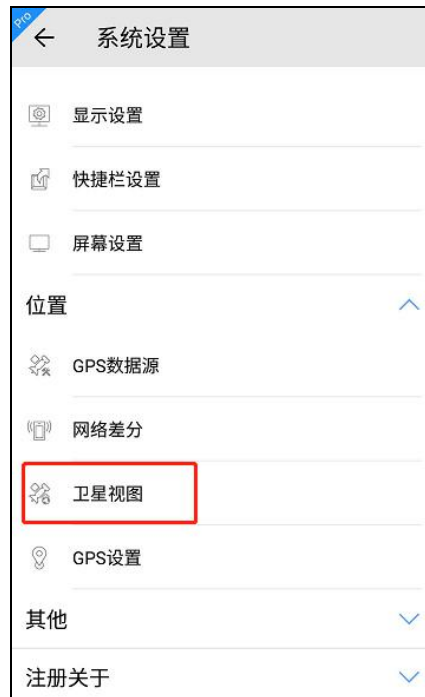 Pro
系统设置
显示设置
快捷栏设置
屏幕设置
位置
GPS数据源
网络差分
卫星视图
GPS设置
其他
注册关于